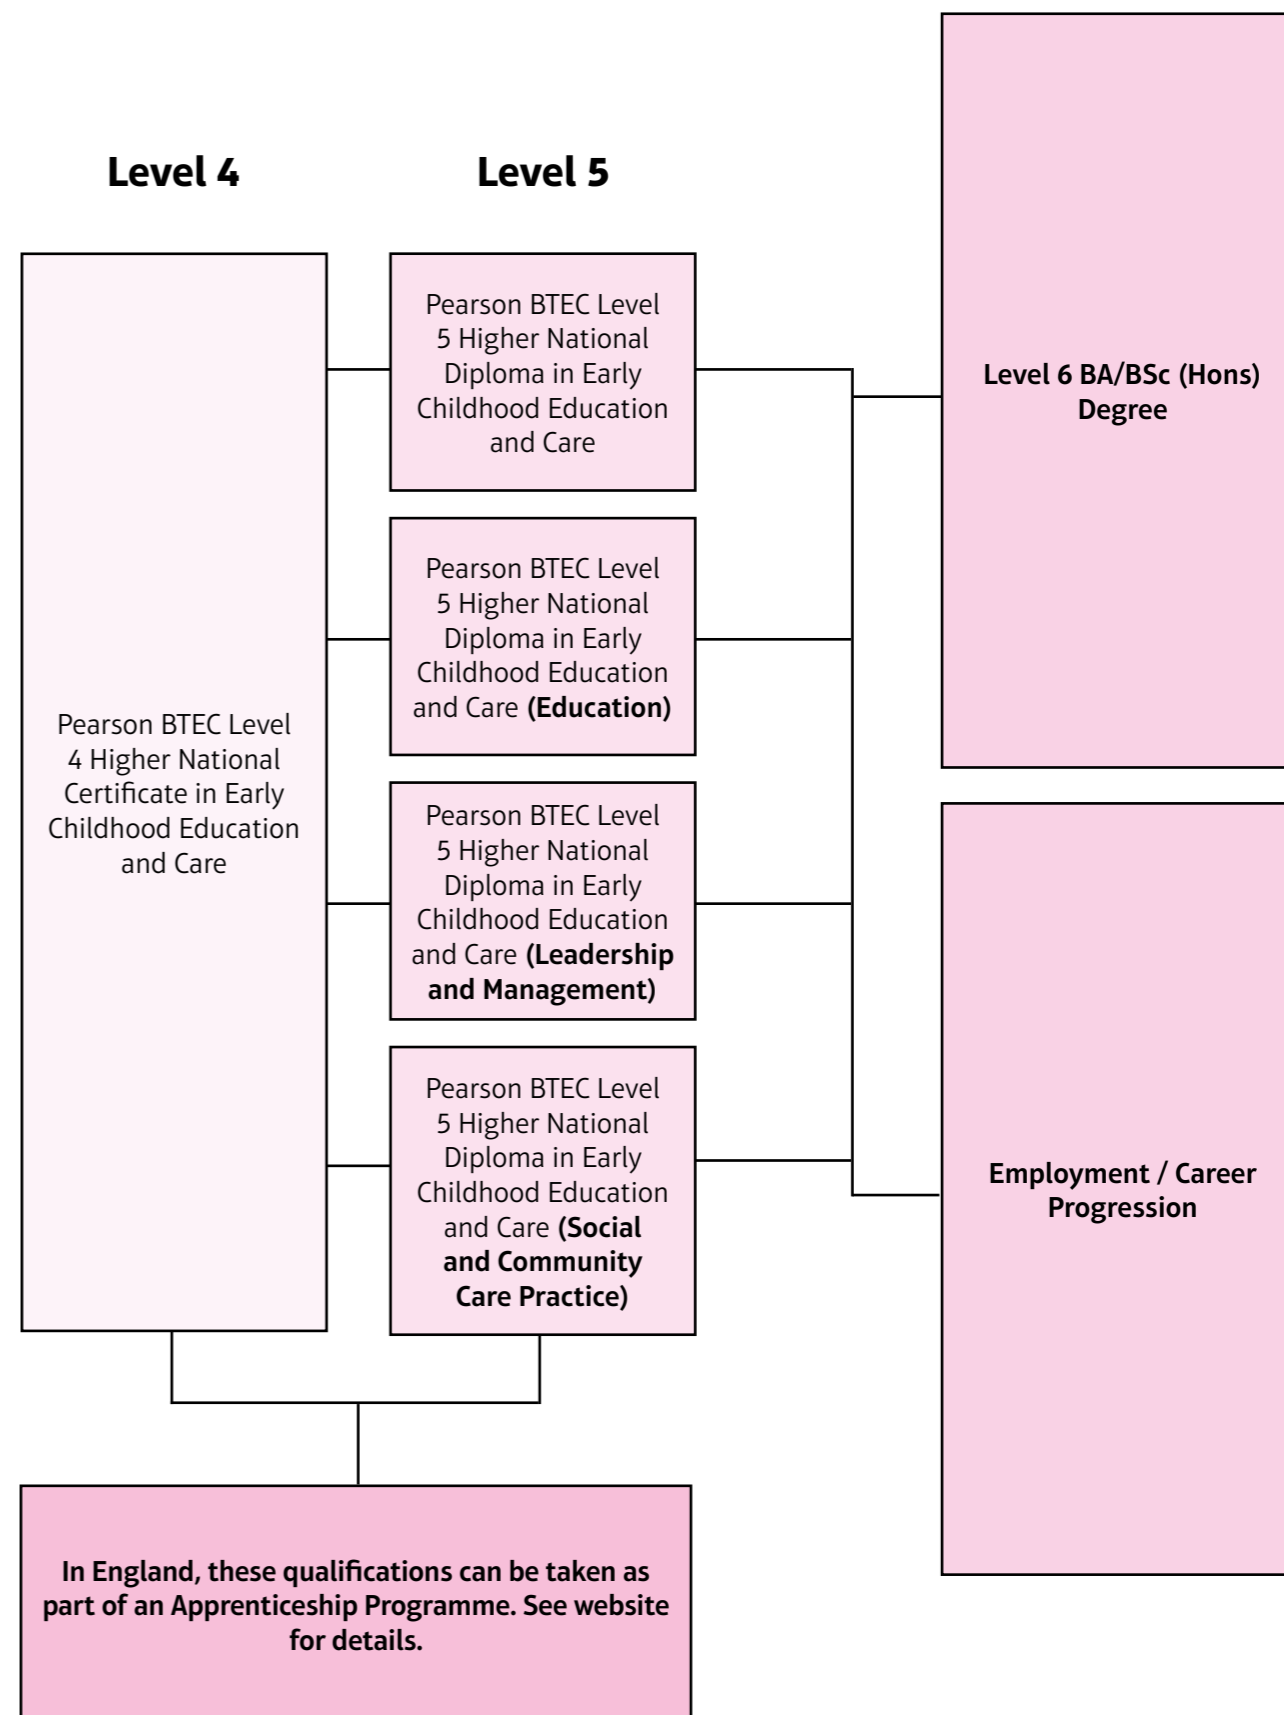 Level 4
Level 5
Pearson BTEC Level
4 Higher National
Certificate in Early
Childhood Education
and Care
Pearson BTEC Level
5 Higher National
Diploma in Early
Childhood Education
and Care
Pearson BTEC Level
5 Higher National
Diploma in Early
Childhood Education
and Care (Education)
Pearson BTEC Level
5 Higher National
Diploma in Early
Childhood Education
and Care (Leadership
and Management)
Pearson BTEC Level
5 Higher National
Diploma in Early
Childhood Education
and Care (Social
and Community
Care Practice)
Level 6 BA/BSc (Hons)
Degree
Employment / Career
Progression
In England, these qualifications can be taken as
part of an Apprenticeship Programme. See website
for details.